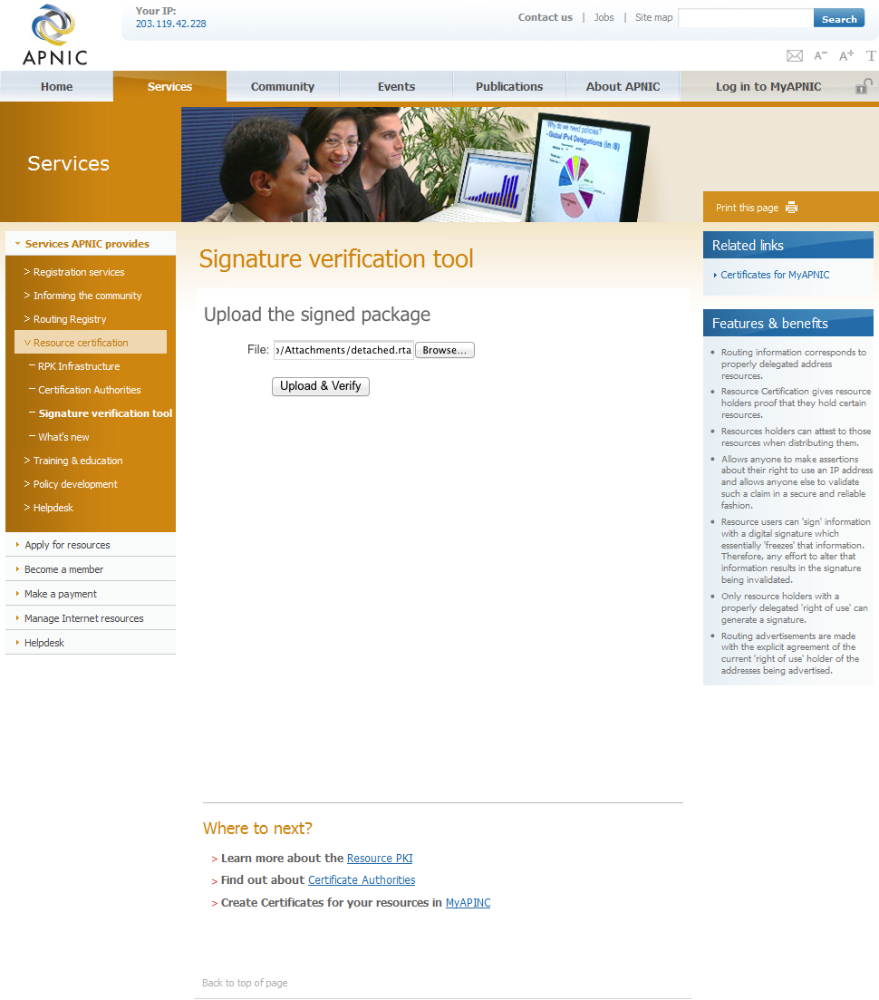 APNIC
Your IP:
203.119.42.228
Contact us | Jobs | Site map
Search
A− A+ T
Home Services Community Events Publications About APNIC Log in to MyAPNIC
Services
Why do we need policies?
- Global IPv4 Delegations (in /8)
Print this page
Services APNIC provides
> Registration services
> Informing the community
> Routing Registry
Resource certification
– RPK Infrastructure
– Certification Authorities
– Signature verification tool
– What's new
> Training & education
> Policy development
> Helpdesk
Apply for resources
Become a member
Make a payment
Manage Internet resources
Helpdesk
Signature verification tool
Upload the signed package
File: ɔ/Attachments/detached.rta Browse...
Upload & Verify
Related links
Certificates for MyAPNIC
Features & benefits
• Routing information corresponds to
properly delegated address
resources.
• Resource Certification gives resource
holders proof that they hold certain
resources.
• Resources holders can attest to those
resources when distributing them.
• Allows anyone to make assertions
about their right to use an IP address
and allows anyone else to validate
such a claim in a secure and reliable
fashion.
• Resource users can 'sign' information
with a digital signature which
essentially 'freezes' that information.
Therefore, any effort to alter that
information results in the signature
being invalidated.
• Only resource holders with a
properly delegated 'right of use' can
generate a signature.
• Routing advertisements are made
with the explicit agreement of the
current 'right of use' holder of the
addresses being advertised.
Where to next?
> Learn more about the Resource PKI
> Find out about Certificate Authorities
> Create Certificates for your resources in MyAPINC
Back to top of page